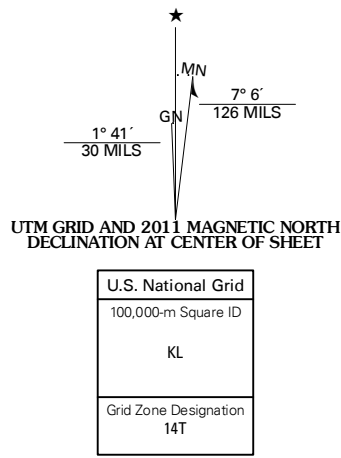 ★
MN
GN
7° 6´
126 MILS
1° 41´
30 MILS
UTM GRID AND 2011 MAGNETIC NORTH
DECLINATION AT CENTER OF SHEET
U.S. National Grid
100,000-m Square ID
KL
Grid Zone Designation
14T